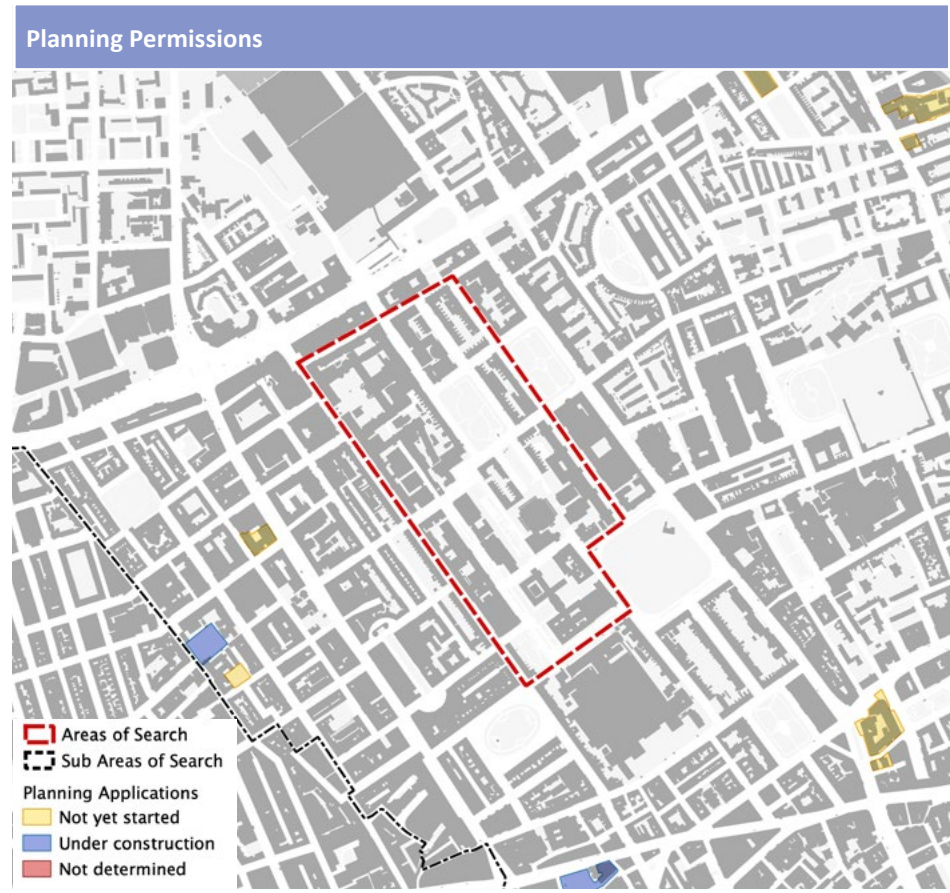 Planning Permissions
Areas of Search
Sub Areas of Search
Planning Applications
Not yet started
Under construction
Not determined